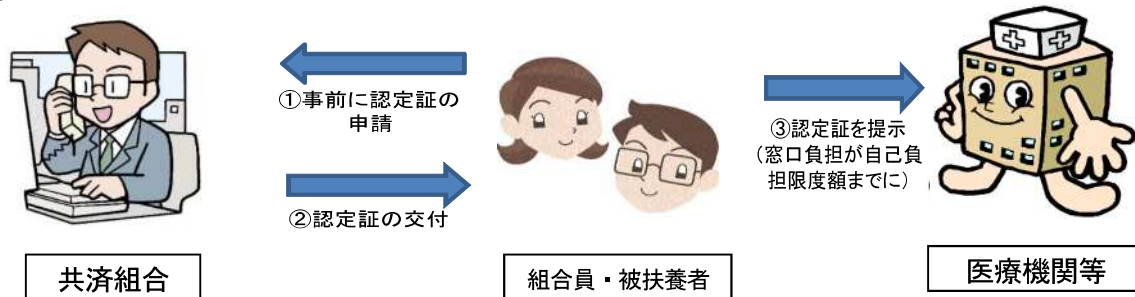 ①事前に認定証の
申請
②認定証の交付
③認定証を提示
(窓口負担が自己負
担限度額までに)
共済組合
組合員・被扶養者
医療機関等